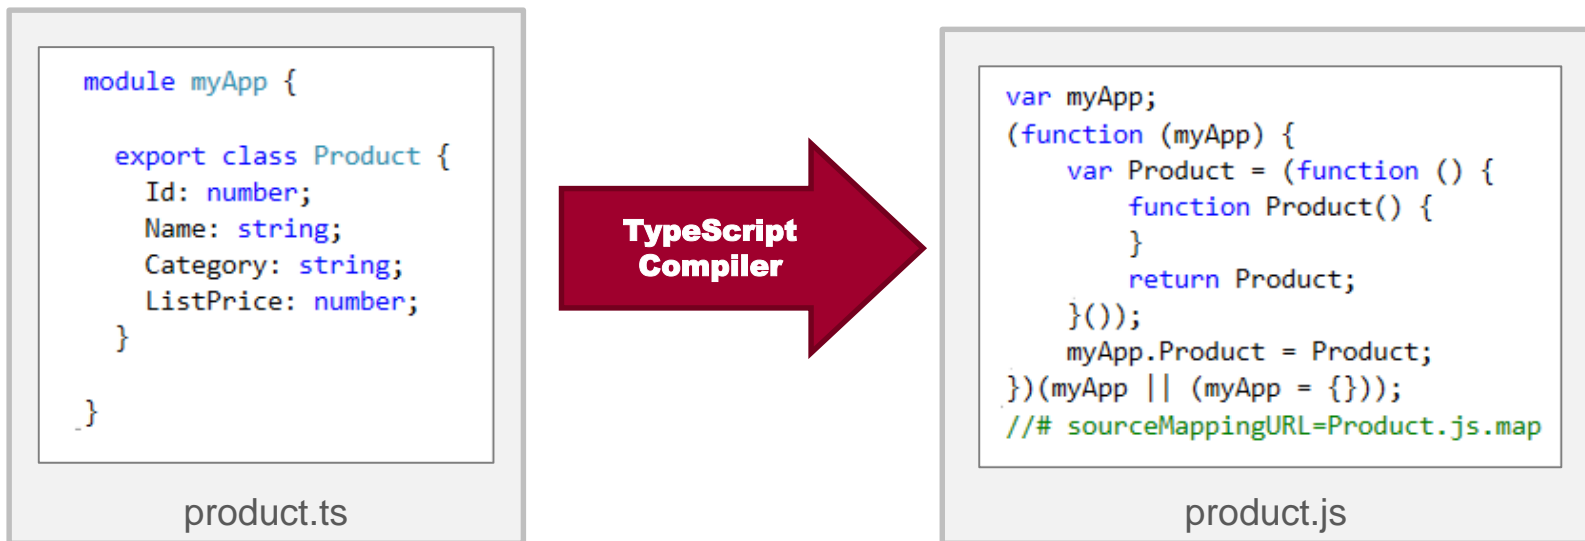 module myApp {
export class Product {
Id: number;
Name: string;
Category: string;
ListPrice: number;
}
}
product.ts
TypeScript
Compiler
var myApp;
(function (myApp) {
var Product = (function () {
function Product() {
}
return Product;
}());
myApp.Product = Product;
})(myApp || (myApp = {}));
//# sourceMappingURL=Product.js.map
product.js